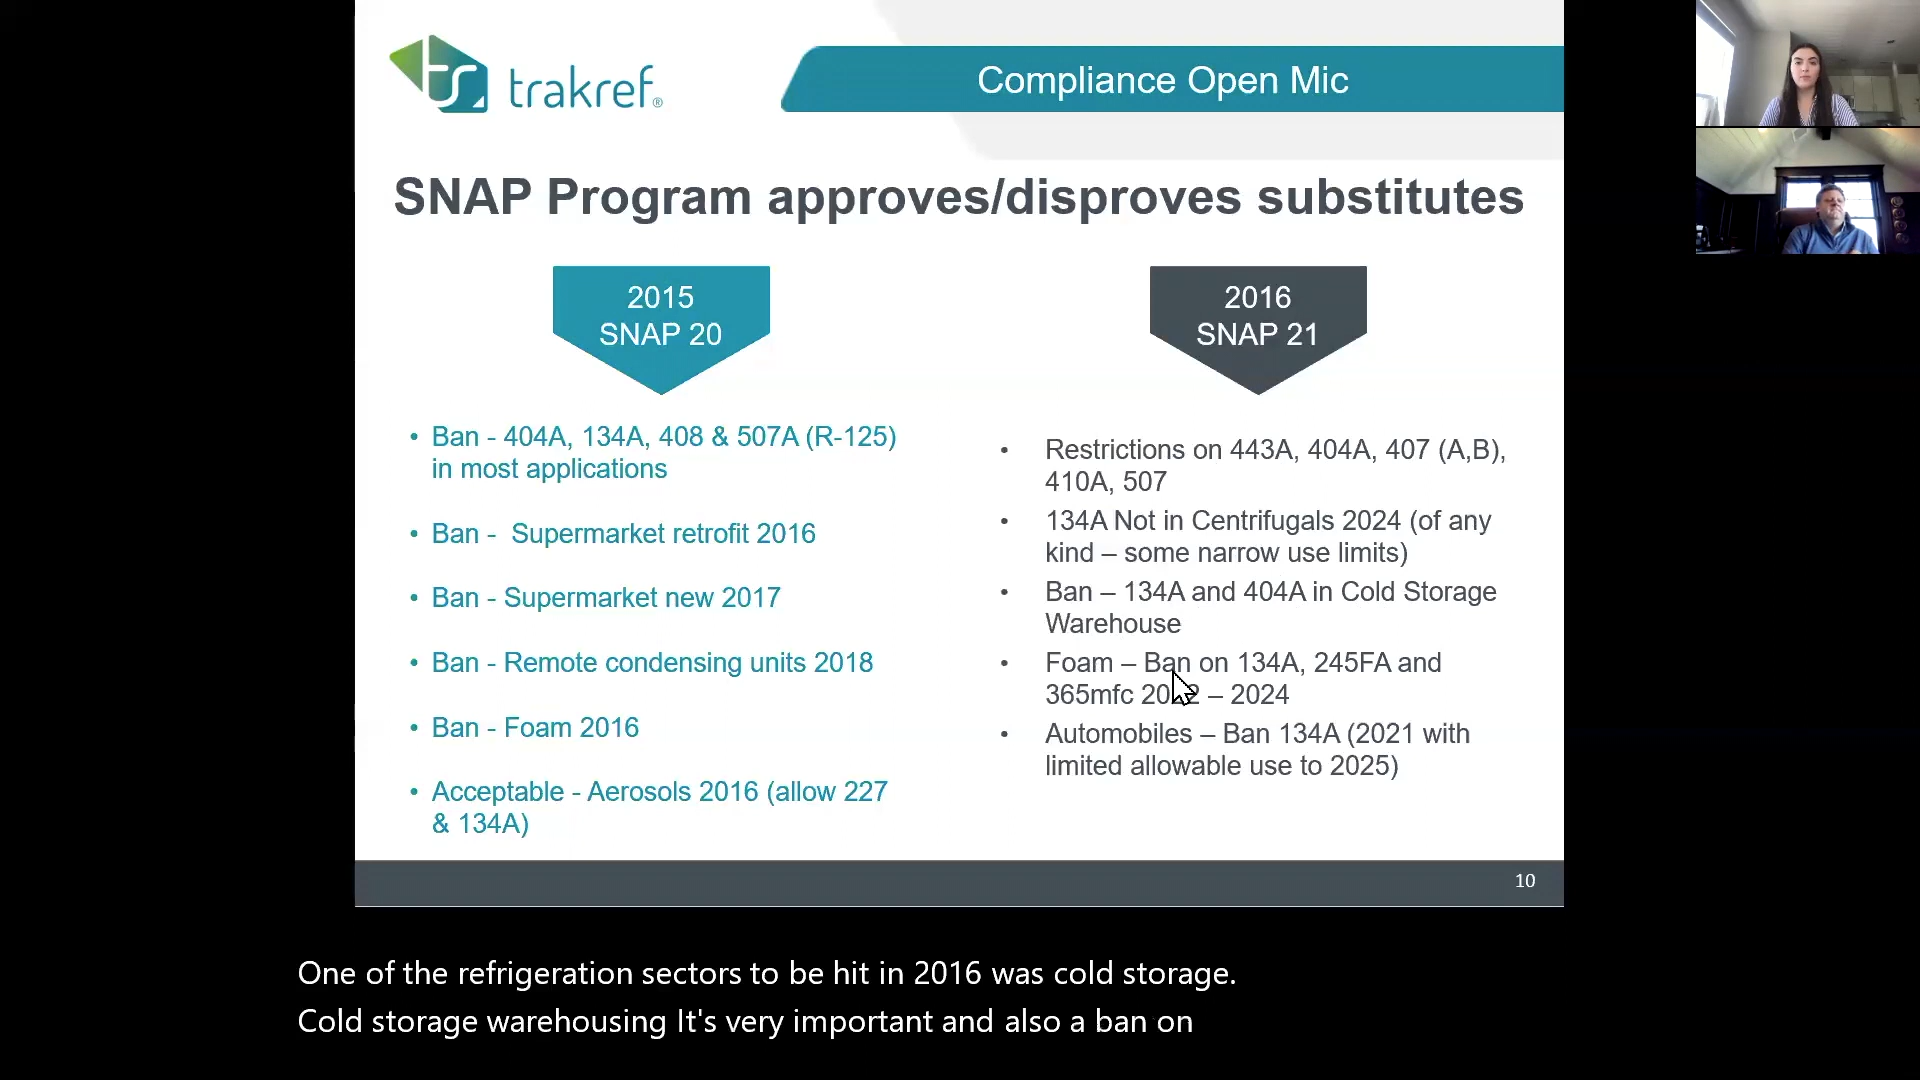 trakref®
Compliance Open Mic
SNAP Program approves/disproves substitutes
2015
SNAP 20
• Ban - 404A, 134A, 408 & 507A (R-125)
in most applications
• Ban - Supermarket retrofit 2016
• Ban - Supermarket new 2017
• Ban - Remote condensing units 2018
• Ban - Foam 2016
• Acceptable - Aerosols 2016 (allow 227
& 134A)
2016
SNAP 21
• Restrictions on 443A, 404A, 407 (A,B),
410A, 507
• 134A Not in Centrifugals 2024 (of any
kind – some narrow use limits)
• Ban – 134A and 404A in Cold Storage
Warehouse
• Foam – Ban on 134A, 245FA and
365mfc – 2024
• Automobiles – Ban 134A (2021 with
limited allowable use to 2025)
10
One of the refrigeration sectors to be hit in 2016 was cold storage.
Cold storage warehousing It's very important and also a ban on